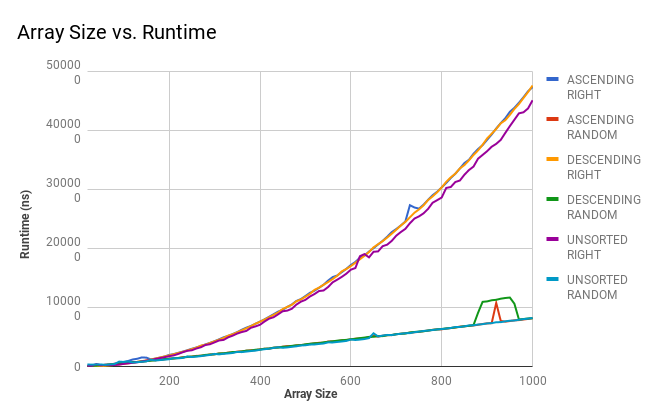 Array Size vs. Runtime
50000
0
40000
0
30000
0
20000
0
10000
0
0
Runtime (ns)
200
400
600
800
1000
Array Size
ASCENDING
RIGHT
ASCENDING
RANDOM
DESCENDING
RIGHT
DESCENDING
RANDOM
UNSORTED
RIGHT
UNSORTED
RANDOM